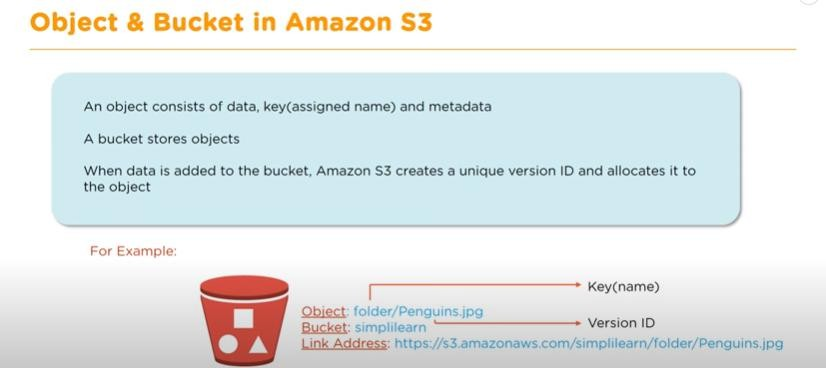 Object & Bucket in Amazon S3
An object consists of data, key(assigned name) and metadata
A bucket stores objects
When data is added to the bucket, Amazon S3 creates a unique version ID and allocates it to
the object
For Example:
Key(name)
Object: folder/Penguins.jpg
Version ID
Bucket: simplilearn
Link Address: https://s3.amazonaws.com/simplilearn/folder/Penguins.jpg